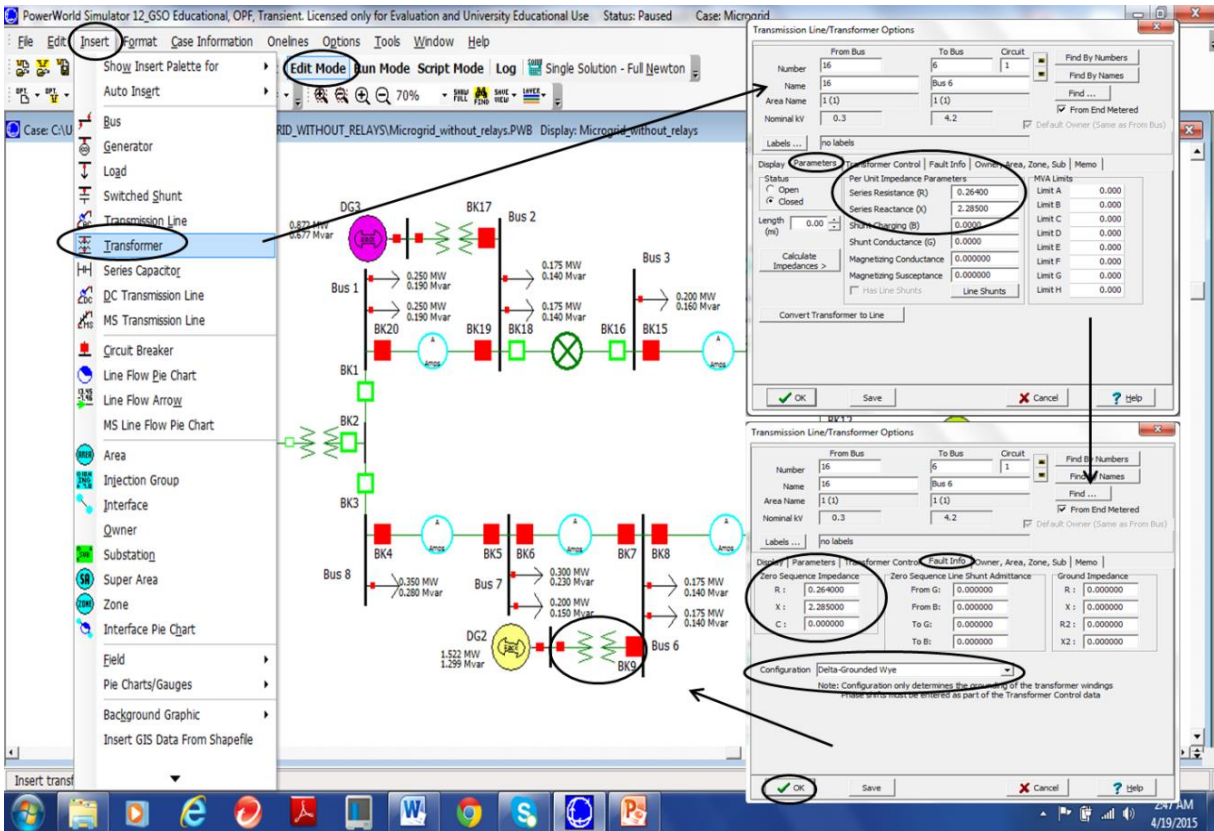 PowerWorld Simulator 12_GSO Educational, OPF, Transient. Licensed only for Evaluation and University Educational Use Status: Paused Case: Microgrid
File Edit Insert Format Case Information Onelines Options Tools Window Help
Edit Mode Run Mode Script Mode Log Single Solution - Full Newton
70% SHOW FULL FIND SAVE VIEW LAYER
Case: C:\U
RID_WITHOUT_RELAYS\Microgrid_without_relays.PWB Display: Microgrid_without_relays
Show Insert Palette for
Auto Insert
Bus
Generator
Load
Switched Shunt
Transmission Line
Transformer
Series Capacitor
DC Transmission Line
MS Transmission Line
Circuit Breaker
Line Flow Pie Chart
Line Flow Arrow
MS Line Flow Pie Chart
Area
Injection Group
Interface
Owner
Substation
Super Area
Zone
Interface Pie Chart
Field
Pie Charts/Gauges
Background Graphic
Insert GIS Data From Shapefile
Insert transf
DG3
0.872 MW
0.677 Mvar
BK17
Bus 2
Bus 1
0.250 MW
0.190 Mvar
0.250 MW
0.190 Mvar
0.175 MW
0.140 Mvar
0.175 MW
0.140 Mvar
Bus 3
0.200 MW
0.160 Mvar
BK20
BK19
BK18
BK16
BK15
A
Amps
A
Amps
BK1
BK2
BK3
BK4
BK5
BK6
BK7
BK8
A
Amps
A
Amps
A
Amps
Bus 8
0.350 MW
0.280 Mvar
Bus 7
0.300 MW
0.230 Mvar
0.200 MW
0.150 Mvar
0.175 MW
0.140 Mvar
0.175 MW
0.140 Mvar
DG2
1.522 MW
1.299 Mvar
BK9
Bus 6
BK12
Transmission Line/Transformer Options
From Bus To Bus Circuit
Number 16 6 1 Find By Numbers
Name 16 Bus 6 Find By Names
Area Name 1 (1) 1 (1) Find ...
Nominal kV 0.3 4.2 From End Metered
Default Owner (Same as From Bus)
Labels ... no labels
Display Parameters Transformer Control Fault Info Owner, Area, Zone, Sub Memo
Status
Open
Closed
Length (mi) 0.00
Calculate Impedances >
Per Unit Impedance Parameters
Series Resistance (R) 0.26400
Series Reactance (X) 2.28500
Shunt Charging (B) 0.0000
Shunt Conductance (G) 0.0000
Magnetizing Conductance 0.000000
Magnetizing Susceptance 0.000000
Has Line Shunts Line Shunts
MVA Limits
Limit A 0.000
Limit B 0.000
Limit C 0.000
Limit D 0.000
Limit E 0.000
Limit F 0.000
Limit G 0.000
Limit H 0.000
Convert Transformer to Line
OK Save Cancel ? Help
Transmission Line/Transformer Options
From Bus To Bus Circuit
Number 16 6 1 Find By Numbers
Name 16 Bus 6 Find By Names
Area Name 1 (1) 1 (1) Find ...
Nominal kV 0.3 4.2 From End Metered
Default Owner (Same as From Bus)
Labels ... no labels
Display Parameters Transformer Control Fault Info Owner, Area, Zone, Sub Memo
Zero Sequence Impedance
R : 0.264000
X : 2.285000
C : 0.000000
Zero Sequence Line Shunt Admittance
From G: 0.000000
From B: 0.000000
To G: 0.000000
To B: 0.000000
Ground Impedance
R : 0.000000
X : 0.000000
R2 : 0.000000
X2 : 0.000000
Configuration Delta-Grounded Wye
Note: Configuration only determines the grounding of the transformer windings
Phase shifts must be entered as part of the Transformer Control data
OK Save Cancel ? Help
2:47 AM
4/19/2015